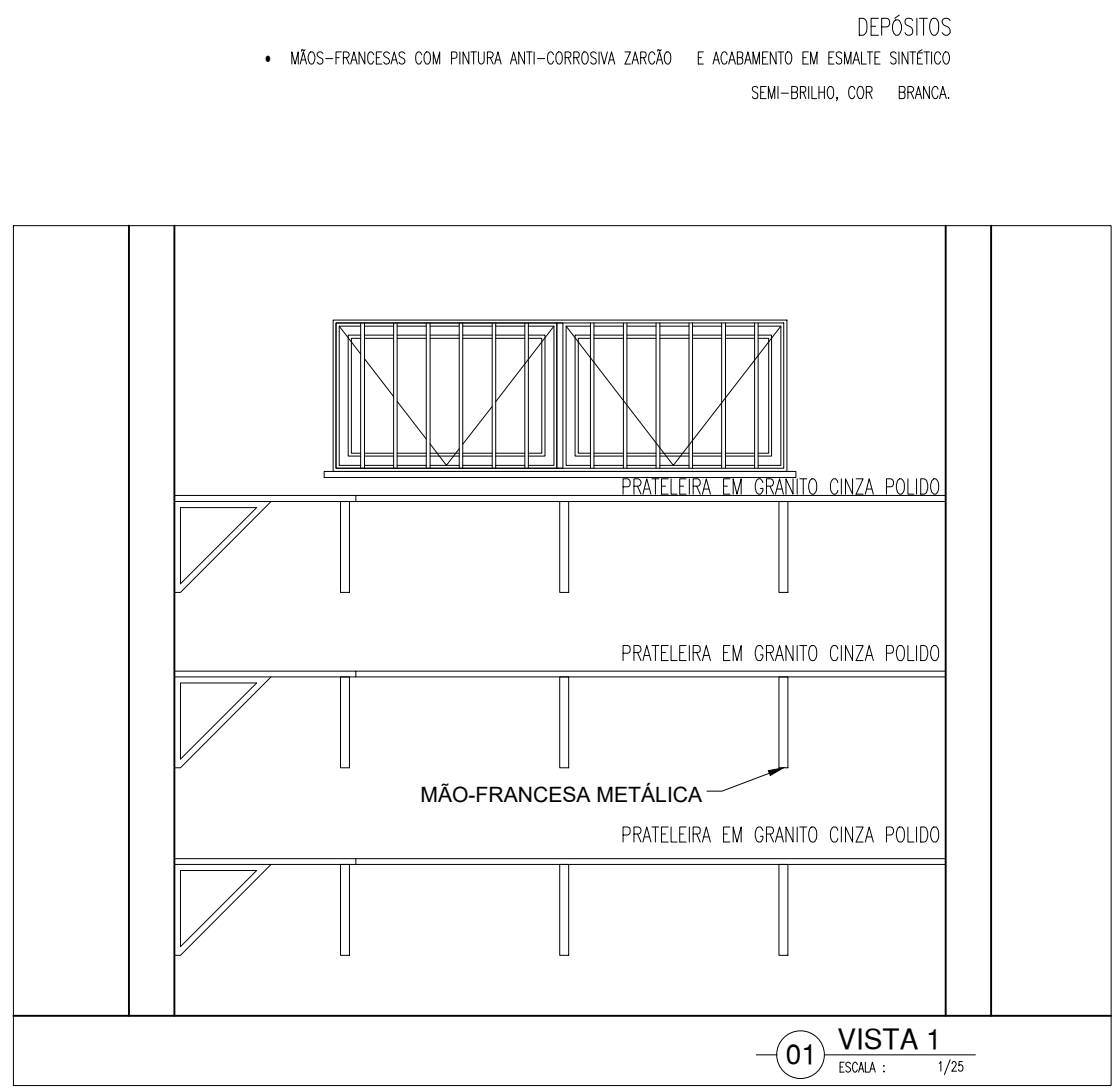 DEPÓSITOS
• MÃOS-FRANCESAS COM PINTURA ANTI-CORROSIVA ZARCÃO E ACABAMENTO EM ESMALTE SINTÉTICO
SEMI-BRILHO, COR BRANCA.
PRATELEIRA EM GRANITO CINZA POLIDO
PRATELEIRA EM GRANITO CINZA POLIDO
MÃO-FRANCESA METÁLICA
PRATELEIRA EM GRANITO CINZA POLIDO
01 VISTA 1
ESCALA : 1/25